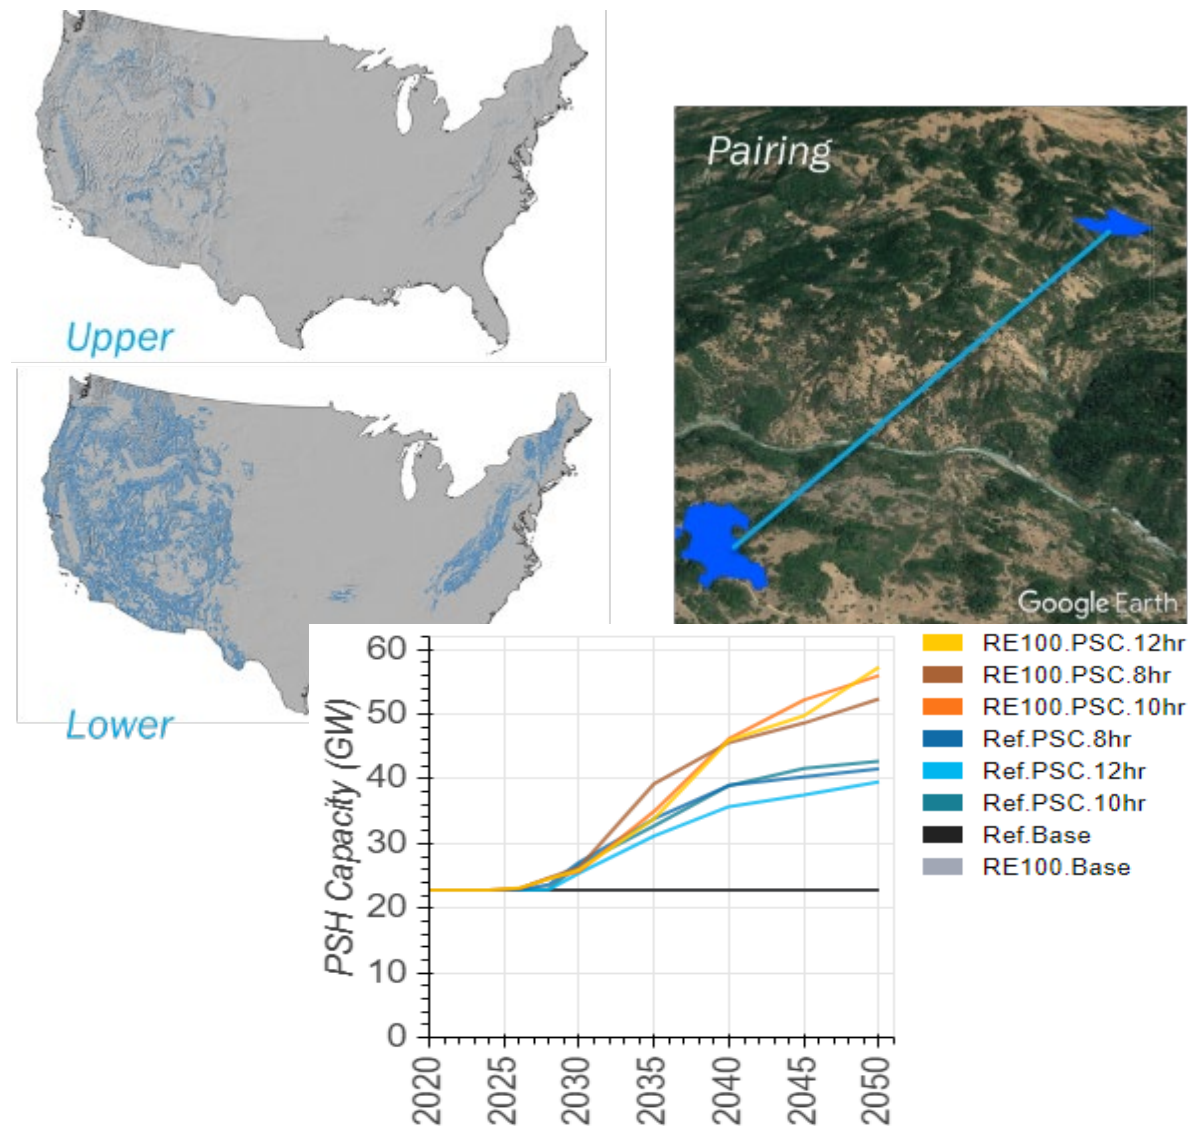 Upper
Pairing
Google Earth
Lower
PSH Capacity (GW)
60
50
40
30
20
10
0
2020
2025
2030
2035
2040
2045
2050
RE100.PSC.12hr
RE100.PSC.8hr
RE100.PSC.10hr
Ref.PSC.8hr
Ref.PSC.12hr
Ref.PSC.10hr
Ref.Base
RE100.Base